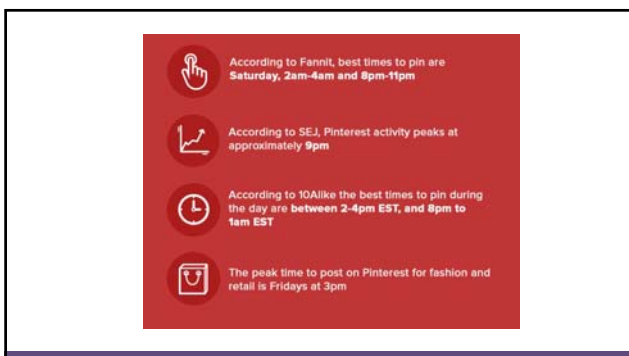 According to Fannit, best times to pin are
Saturday, 2am-4am and 8pm-11pm
According to SEJ, Pinterest activity peaks at
approximately 9pm
According to 10Alike the best times to pin during
the day are between 2-4pm EST, and 8pm to
1am EST
The peak time to post on Pinterest for fashion and
retail is Fridays at 3pm